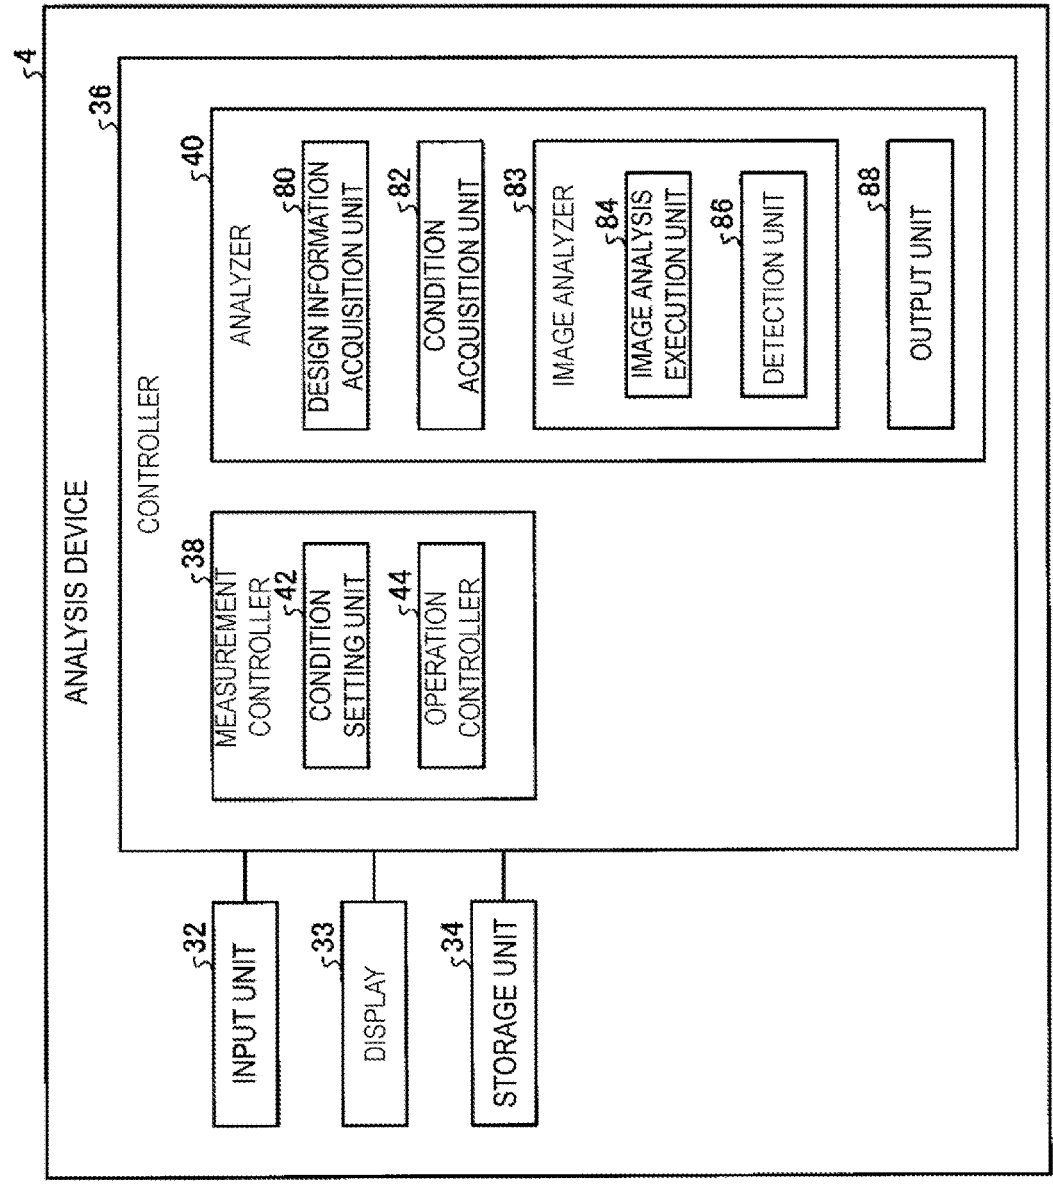 4
ANALYSIS DEVICE
32
INPUT UNIT
33
DISPLAY
34
STORAGE UNIT
36
CONTROLLER
38
MEASUREMENT
CONTROLLER
42
CONDITION
SETTING UNIT
44
OPERATION
CONTROLLER
40
ANALYZER
80
DESIGN INFORMATION
ACQUISITION UNIT
82
CONDITION
ACQUISITION UNIT
83
IMAGE ANALYZER
84
IMAGE ANALYSIS
EXECUTION UNIT
86
DETECTION UNIT
88
OUTPUT UNIT